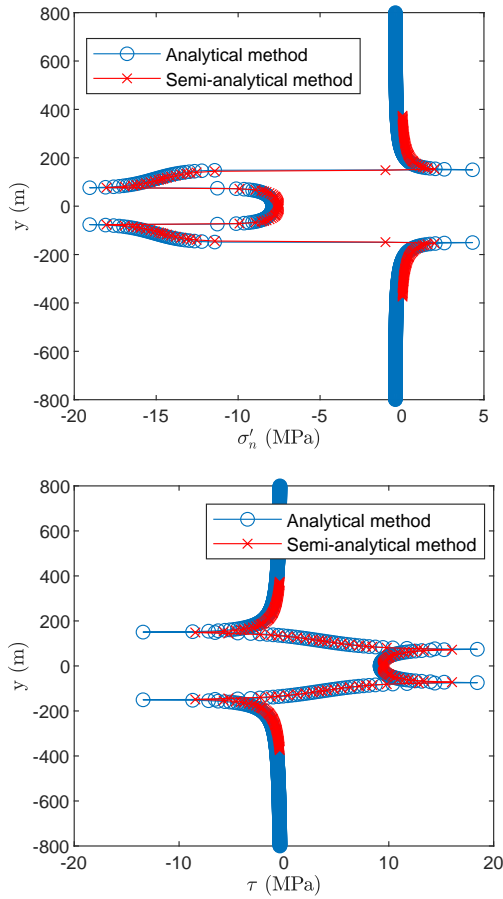 800
600
400
200
0
-200
-400
-600
-800
y (m)
Analytical method
Semi-analytical method
-20 -15 -10 -5 0 5
σ′n (MPa)
800
400
0
-200
-400
-600
-800
200
y (m)
Analytical method
Semi-analytical method
-20 -10 0 10 20
τ (MPa)